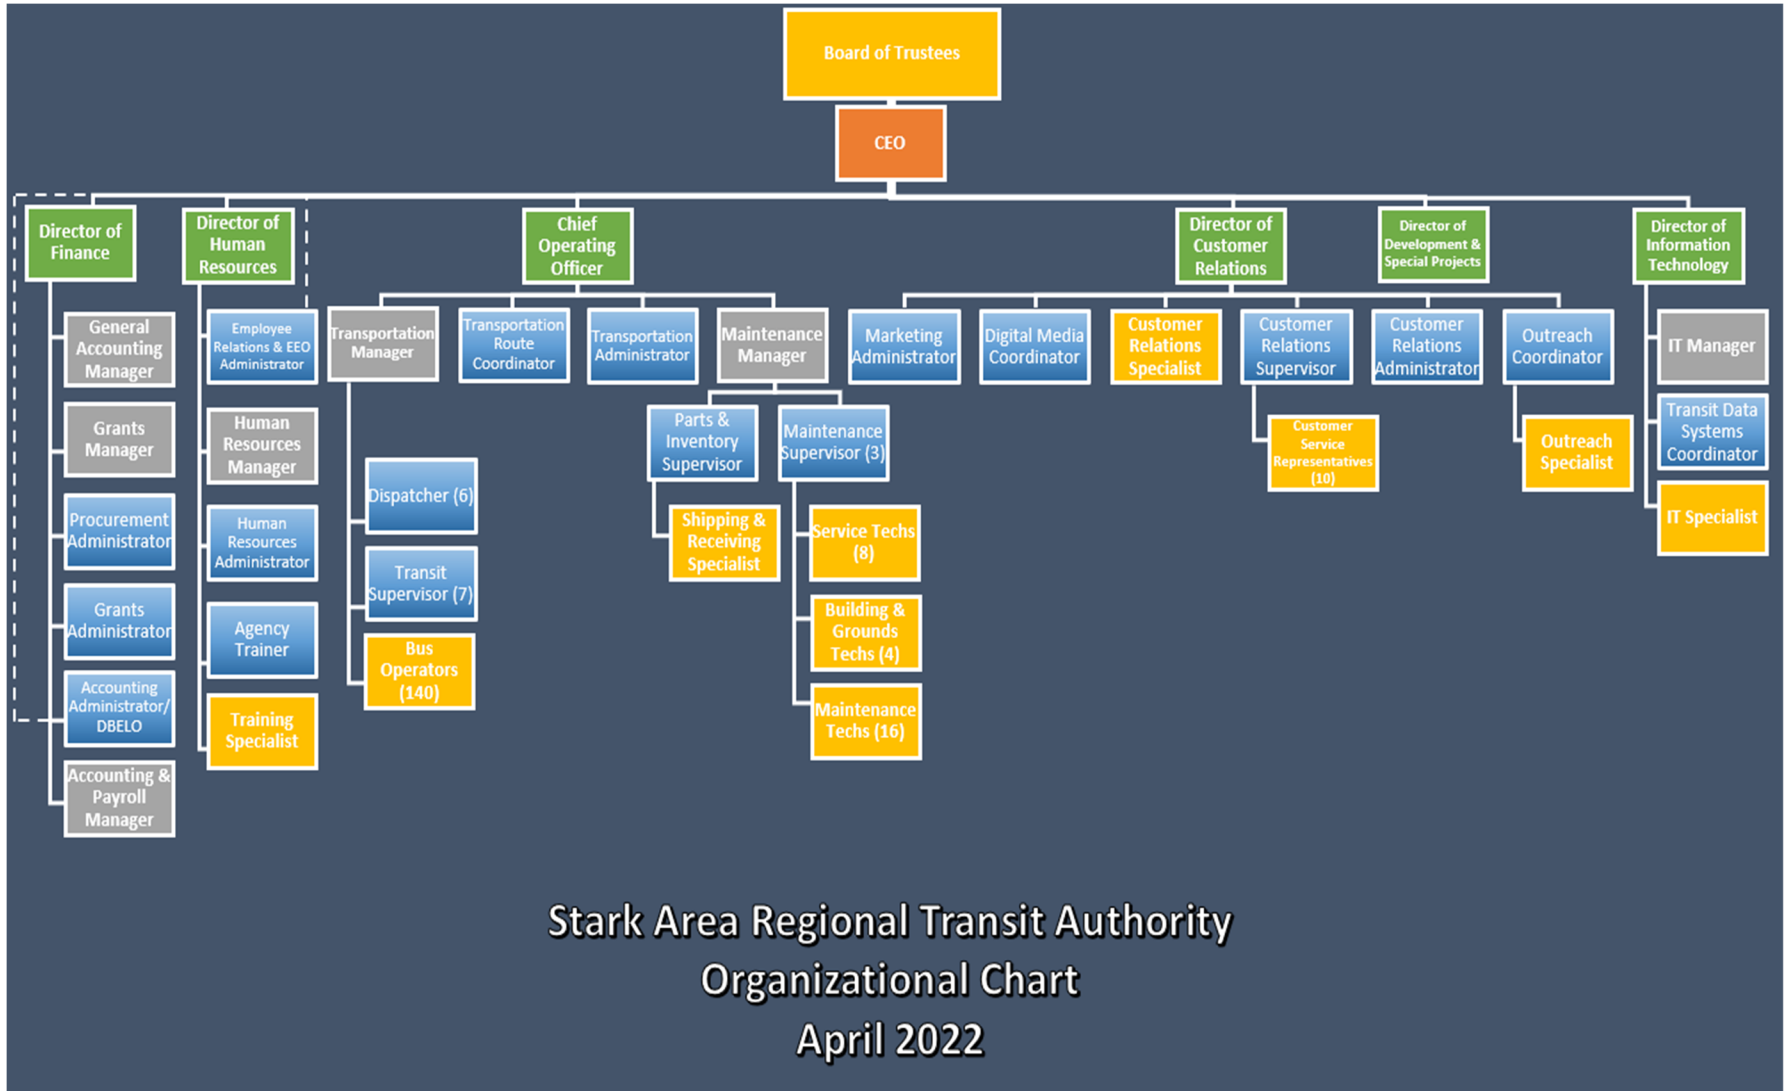 Board of Trustees
CEO
Director of
Finance
Director of
Human
Resources
Chief
Operating
Officer
Director of
Customer
Relations
Director of
Development &
Special Projects
Director of
Information
Technology
General
Accounting
Manager
Grants
Manager
Procurement
Administrator
Grants
Administrator
Accounting
Administrator/
DBELO
Accounting &
Payroll
Manager
Employee
Relations & EEO
Administrator
Human
Resources
Manager
Human
Resources
Administrator
Agency
Trainer
Training
Specialist
Transportation
Manager
Transportation
Route
Coordinator
Transportation
Administrator
Maintenance
Manager
Dispatcher (6)
Transit
Supervisor (7)
Bus
Operators
(140)
Parts &
Inventory
Supervisor
Maintenance
Supervisor (3)
Shipping &
Receiving
Specialist
Service Techs
(8)
Building &
Grounds
Techs (4)
Maintenance
Techs (16)
Marketing
Administrator
Digital Media
Coordinator
Customer
Relations
Specialist
Customer
Relations
Supervisor
Customer
Relations
Administrator
Outreach
Coordinator
Customer
Service
Representatives
(10)
Outreach
Specialist
IT Manager
Transit Data
Systems
Coordinator
IT Specialist
Stark Area Regional Transit Authority
Organizational Chart
April 2022